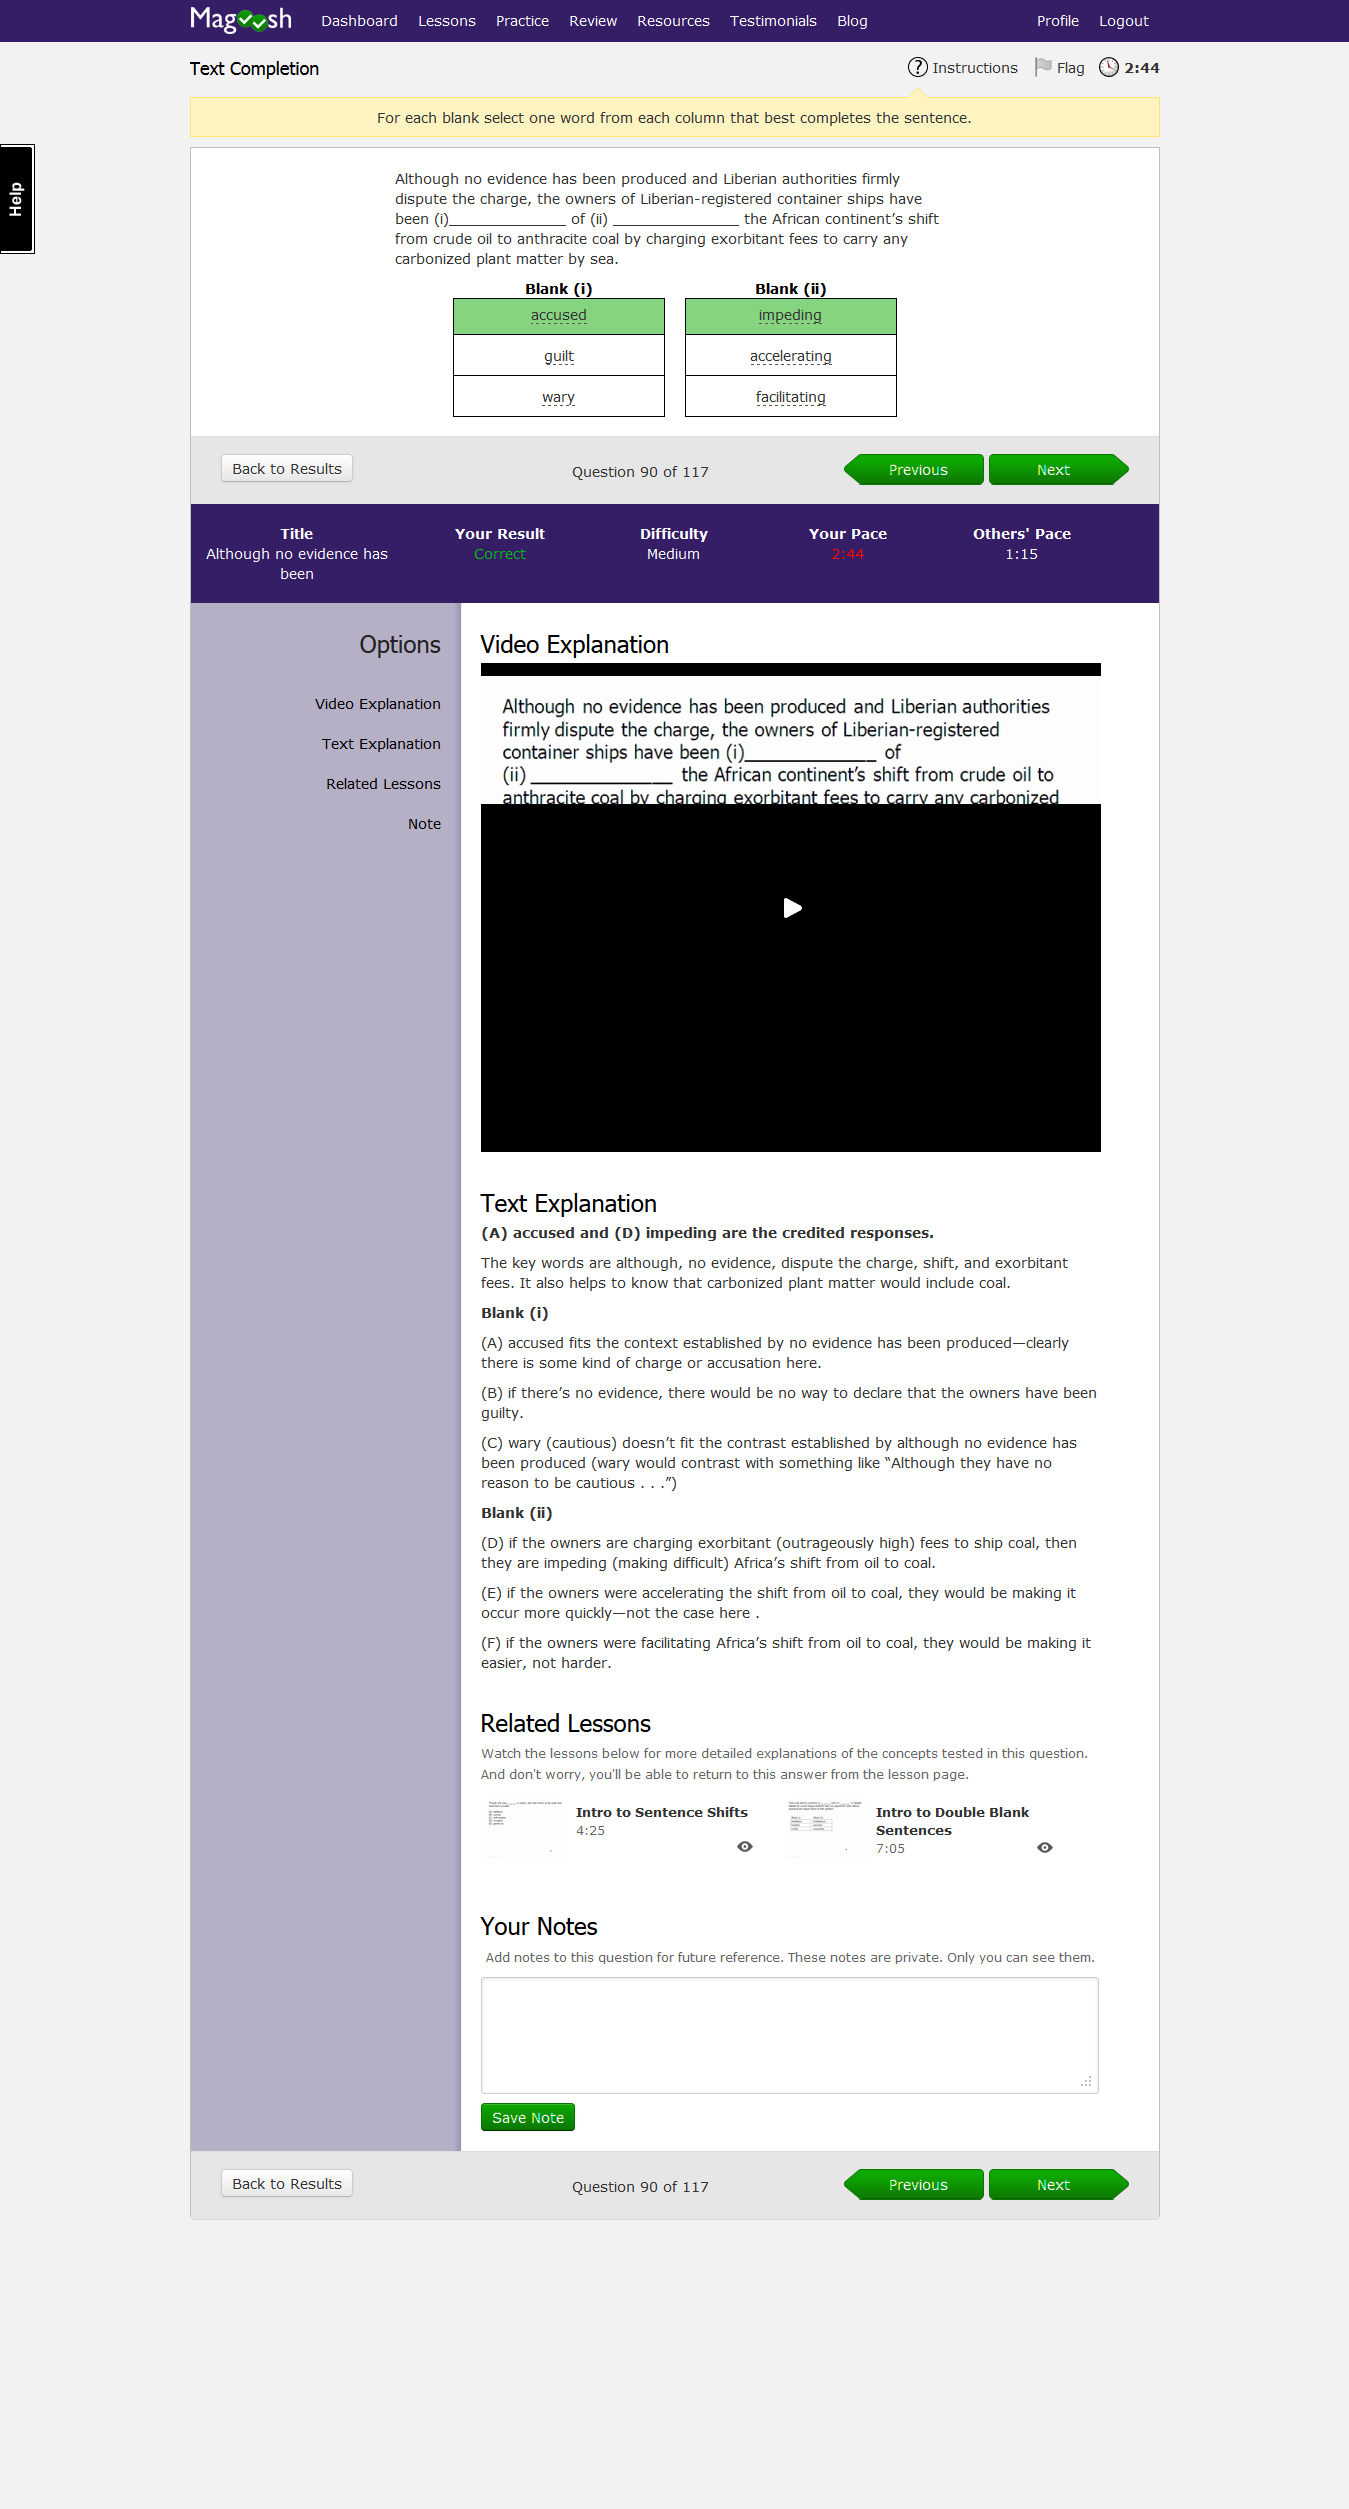 Magoosh Dashboard Lessons Practice Review Resources Testimonials Blog Profile Logout
Text Completion Instructions Flag 2:44
For each blank select one word from each column that best completes the sentence.
Help
Although no evidence has been produced and Liberian authorities firmly
dispute the charge, the owners of Liberian-registered container ships have
been (i)______________ of (ii) _______________ the African continent’s shift
from crude oil to anthracite coal by charging exorbitant fees to carry any
carbonized plant matter by sea.
Blank (i) Blank (ii)
accused impeding
guilt accelerating
wary facilitating
Back to Results Question 90 of 117 Previous Next
Title Your Result Difficulty Your Pace Others' Pace
Although no evidence has Correct Medium 2:44 1:15
been
Options
Video Explanation
Text Explanation
Related Lessons
Note
Video Explanation
Although no evidence has been produced and Liberian authorities
firmly dispute the charge, the owners of Liberian-registered
container ships have been (i)______________ of
(ii) _______________ the African continent’s shift from crude oil to
anthracite coal by charging exorbitant fees to carry any carbonized
Text Explanation
(A) accused and (D) impeding are the credited responses.
The key words are although, no evidence, dispute the charge, shift, and exorbitant
fees. It also helps to know that carbonized plant matter would include coal.
Blank (i)
(A) accused fits the context established by no evidence has been produced—clearly
there is some kind of charge or accusation here.
(B) if there’s no evidence, there would be no way to declare that the owners have been
guilty.
(C) wary (cautious) doesn’t fit the contrast established by although no evidence has
been produced (wary would contrast with something like “Although they have no
reason to be cautious . . .”)
Blank (ii)
(D) if the owners are charging exorbitant (outrageously high) fees to ship coal, then
they are impeding (making difficult) Africa’s shift from oil to coal.
(E) if the owners were accelerating the shift from oil to coal, they would be making it
occur more quickly—not the case here .
(F) if the owners were facilitating Africa’s shift from oil to coal, they would be making it
easier, not harder.
Related Lessons
Watch the lessons below for more detailed explanations of the concepts tested in this question.
And don't worry, you'll be able to return to this answer from the lesson page.
Intro to Sentence Shifts
4:25
Intro to Double Blank
Sentences
7:05
Your Notes
Add notes to this question for future reference. These notes are private. Only you can see them.
Save Note
Back to Results Question 90 of 117 Previous Next